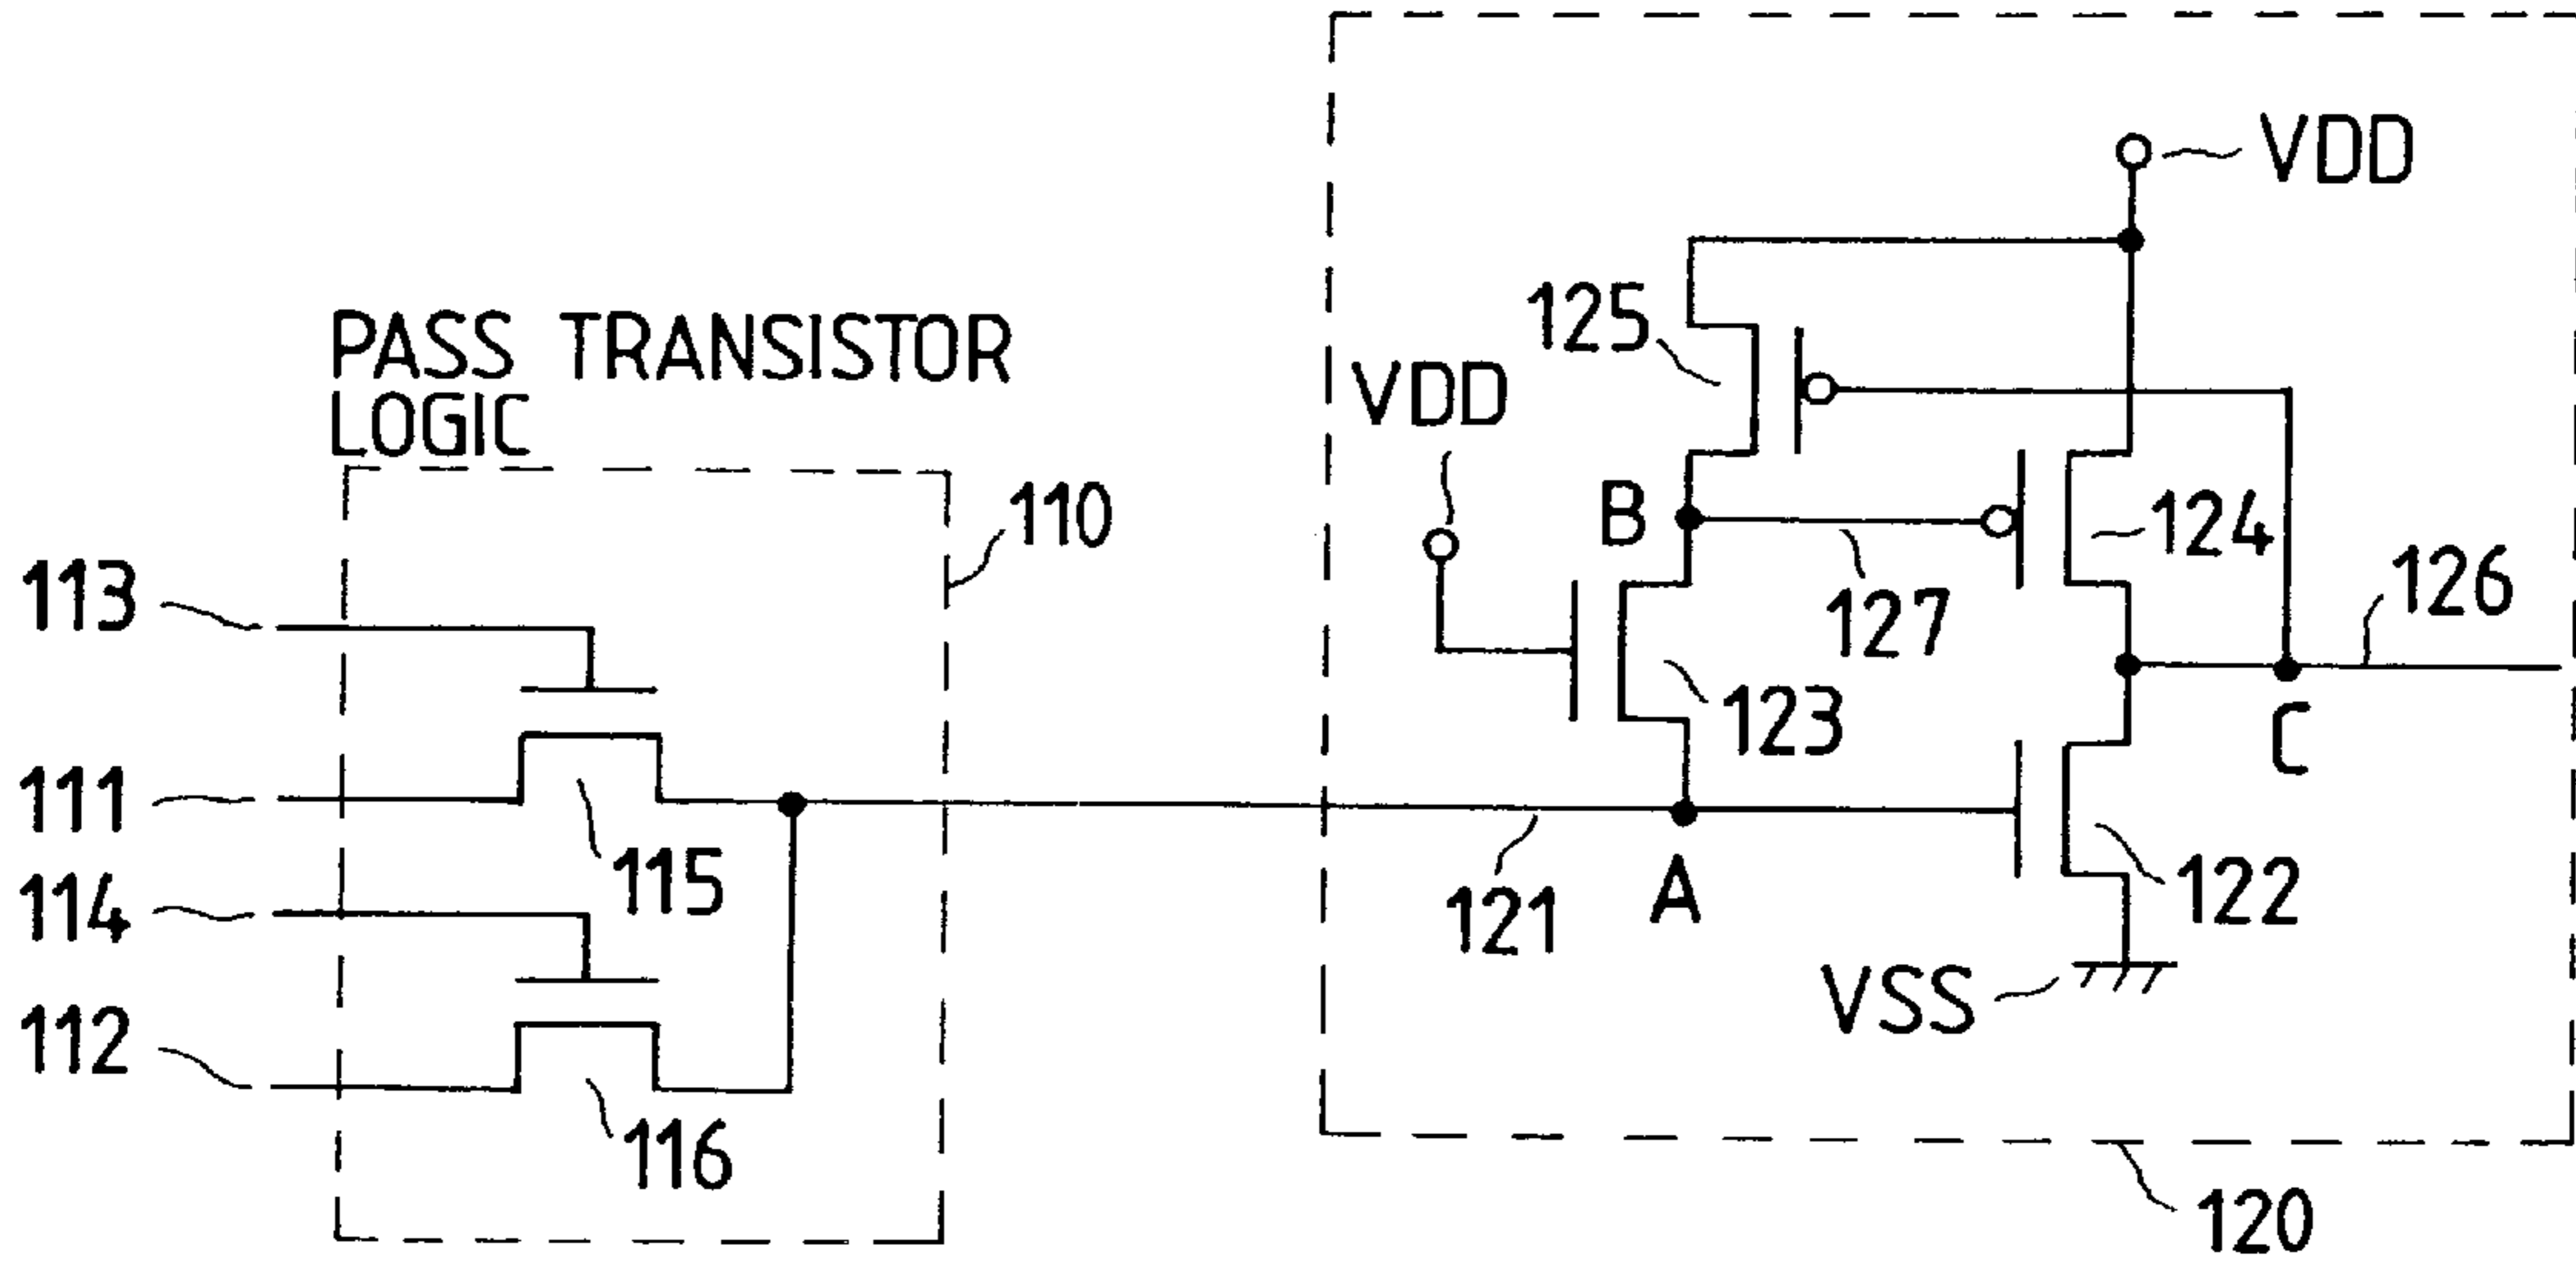 VDD
125
PASS TRANSISTOR
LOGIC
VDD
B
110
124
113
127
126
123
C
111
115
114
121
A
122
VSS
112
116
120